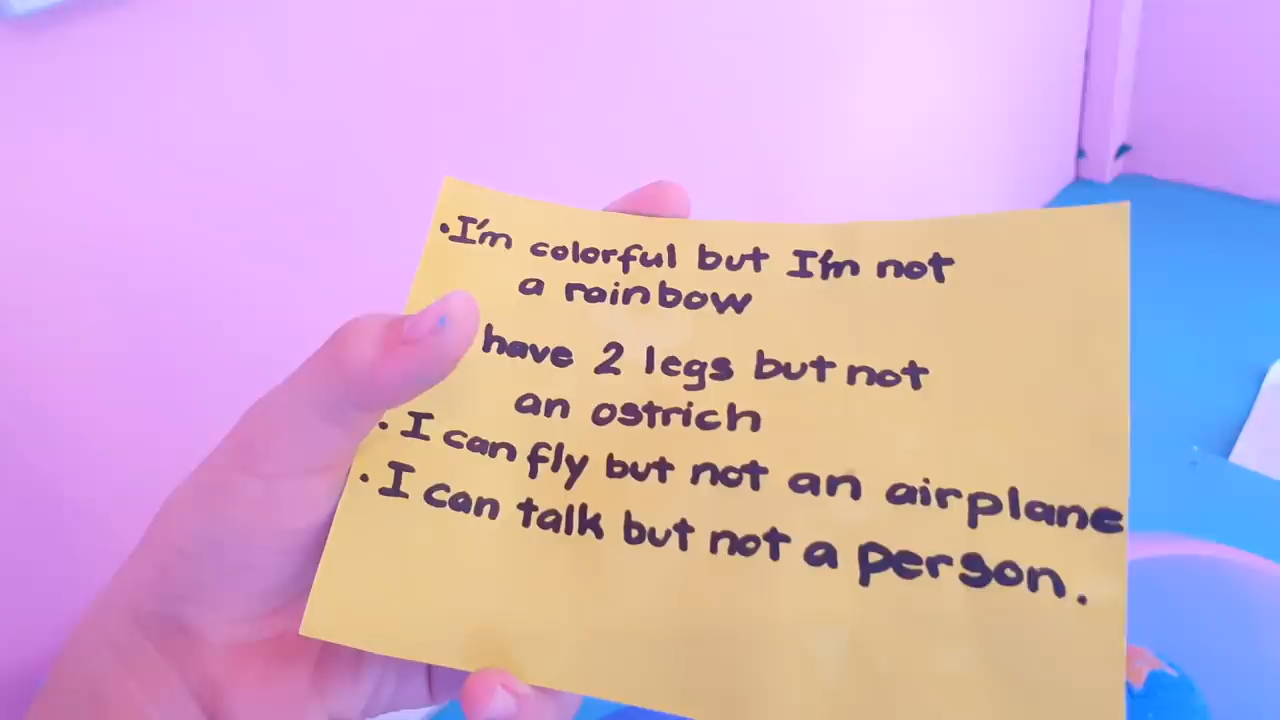 •I'm colorful but I'm not
a rainbow
have 2 legs but not
an ostrich
• I can fly but not an airplane
• I can talk but not a person.